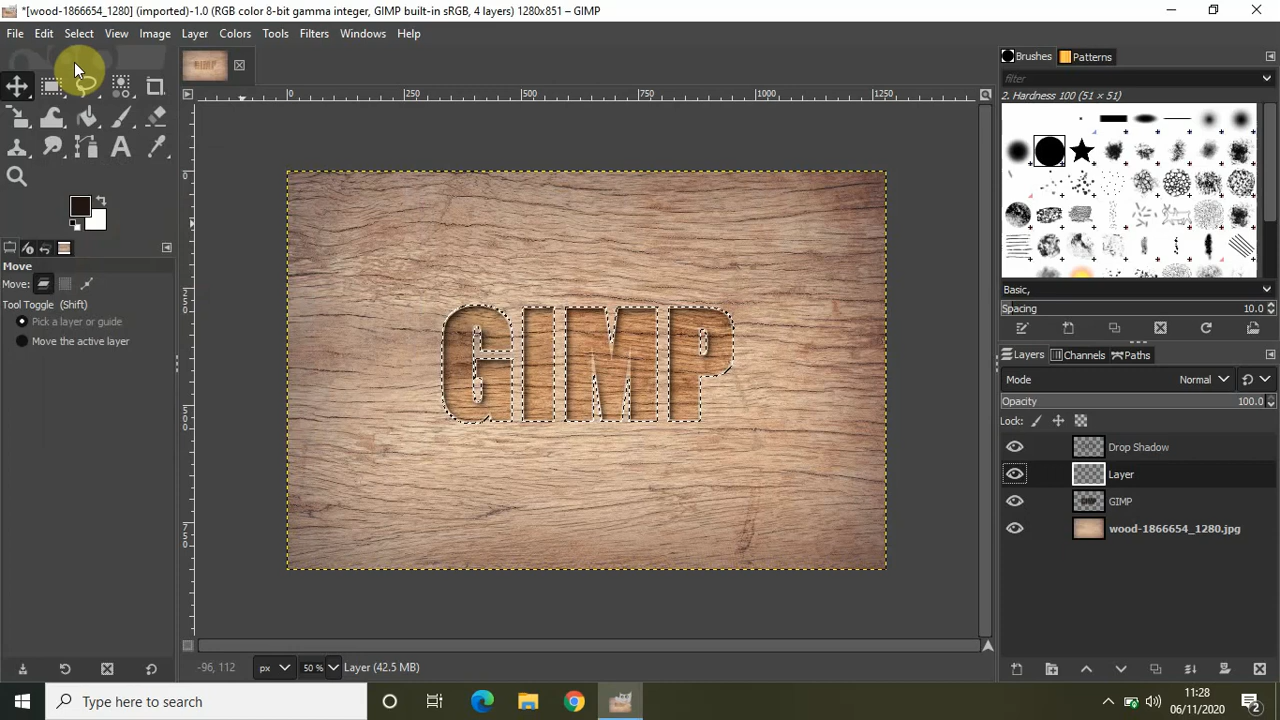 *[wood-1866654_1280] (imported)-1.0 (RGB color 8-bit gamma integer, GIMP built-in sRGB, 4 layers) 1280x851 – GIMP
File Edit Select View Image Layer Colors Tools Filters Windows Help
Brushes Patterns
filter
2. Hardness 100 (51 × 51)
0 250 500 750 1000 1250
0
250
500
750
GIMP
Move
Move:
Tool Toggle (Shift)
Pick a layer or guide
Move the active layer
Basic,
Spacing 10.0
Layers Channels Paths
Mode Normal
Opacity 100.0
Lock:
Drop Shadow
Layer
GIMP
wood-1866654_1280.jpg
-96, 112 px 50 % Layer (42.5 MB)
Type here to search
11:28
06/11/2020
2